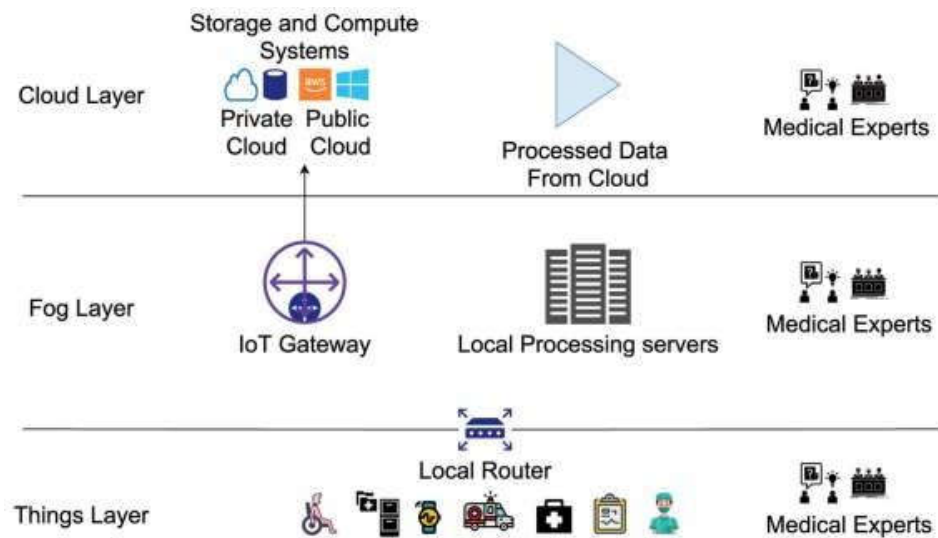 Storage and Compute
Systems
Cloud Layer
aws
Private Public
Cloud Cloud
Processed Data
From Cloud
Medical Experts
Fog Layer
IoT Gateway
Local Processing servers
Medical Experts
Local Router
Things Layer
Medical Experts